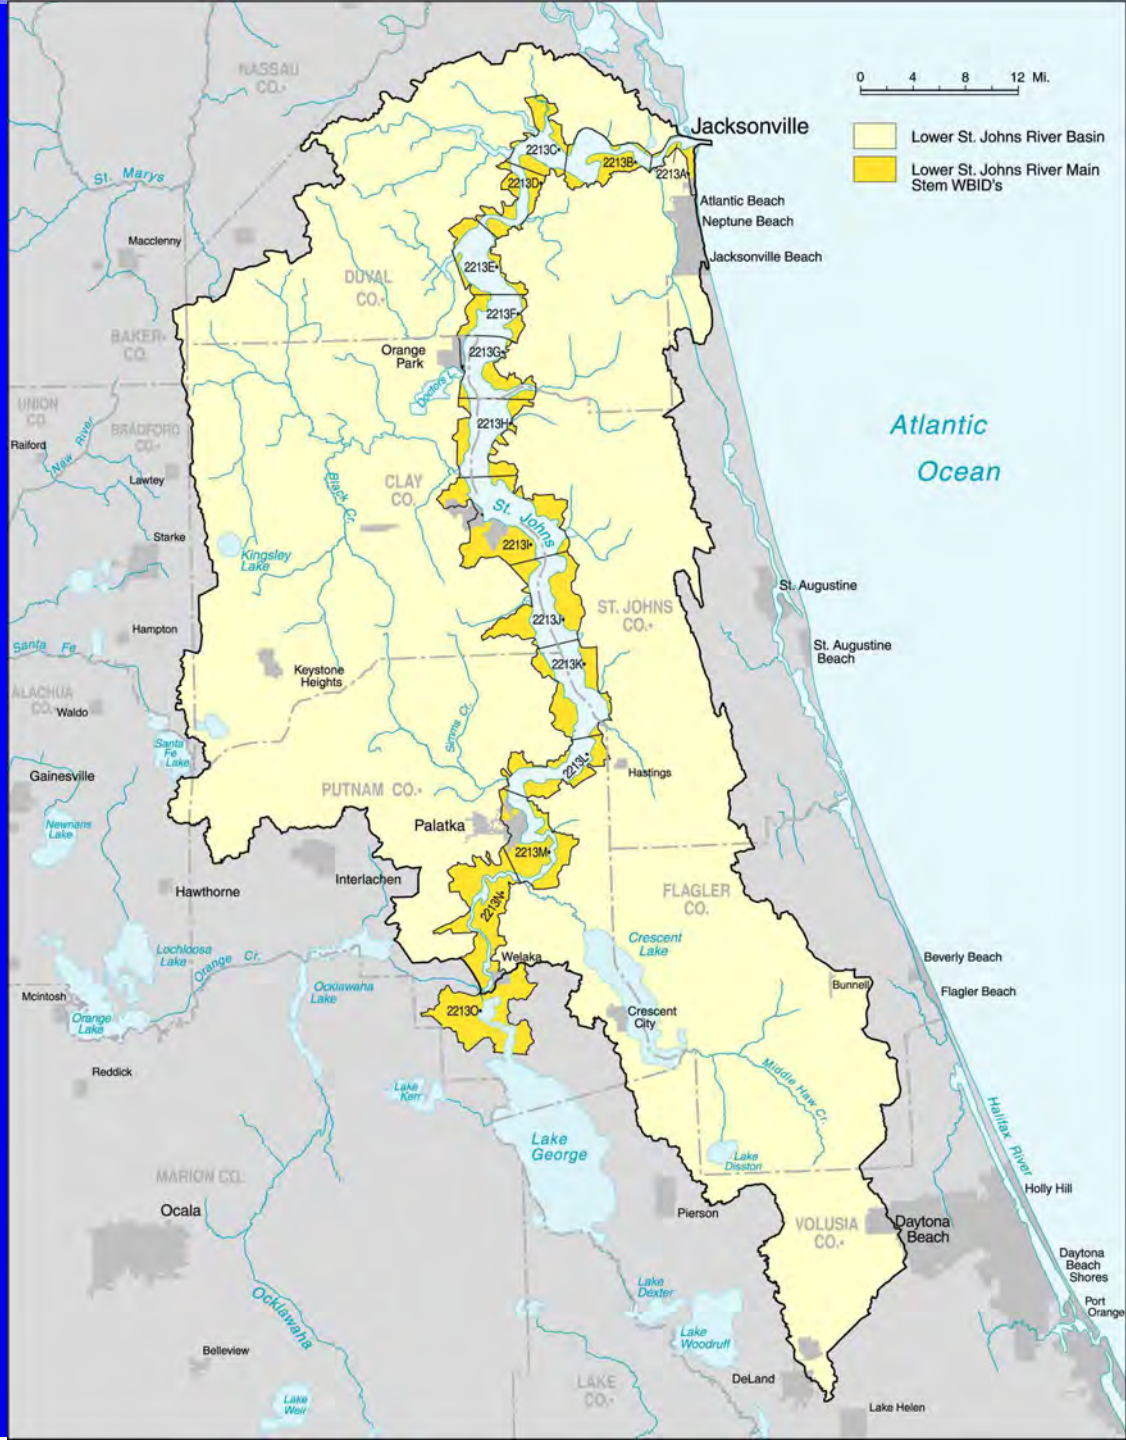 NASSAU
CO.
0 4 8 12 Mi.
Jacksonville
Lower St. Johns River Basin
Lower St. Johns River Main
Stem WBID's
2213C
2213B
2213A
2213D
St. Marys
Atlantic Beach
Neptune Beach
Macclenny
Jacksonville Beach
2213E
DUVAL
CO.
2213F
BAKER
CO.
Orange
Park
2213G
Doctors L.
UNION
CO.
BRADFORD
CO.
2213H
Atlantic
Ocean
Raiford
New River
Lawtey
CLAY
CO.
Black Cr.
St. Johns
Starke
2213I
Kingsley
Lake
St. Augustine
ST. JOHNS
CO.
2213J
Hampton
Santa Fe
St. Augustine
Beach
2213K
Keystone
Heights
ALACHUA
CO.
Waldo
Simms Cr.
Santa
Fe
Lake
2213L
Hastings
Gainesville
PUTNAM CO.
Newnans
Lake
Palatka
2213M
Interlachen
Hawthorne
FLAGLER
CO.
2213N
Crescent
Lake
Lochloosa
Lake
Orange Cr.
Welaka
Beverly Beach
Ocklawaha
Lake
Bunnell
Flagler Beach
Mcintosh
Orange
Lake
2213O
Crescent
City
Reddick
Lake
Kerr
Middle Haw Cr.
Halifax River
Lake
George
Lake
Disston
MARION CO.
Holly Hill
Ocala
Pierson
VOLUSIA
CO.
Daytona
Beach
Daytona
Beach
Shores
Lake
Dexter
Port
Orange
Ocklawaha
Lake
Woodruff
Belleview
DeLand
LAKE
CO.
Lake
Weir
Lake Helen